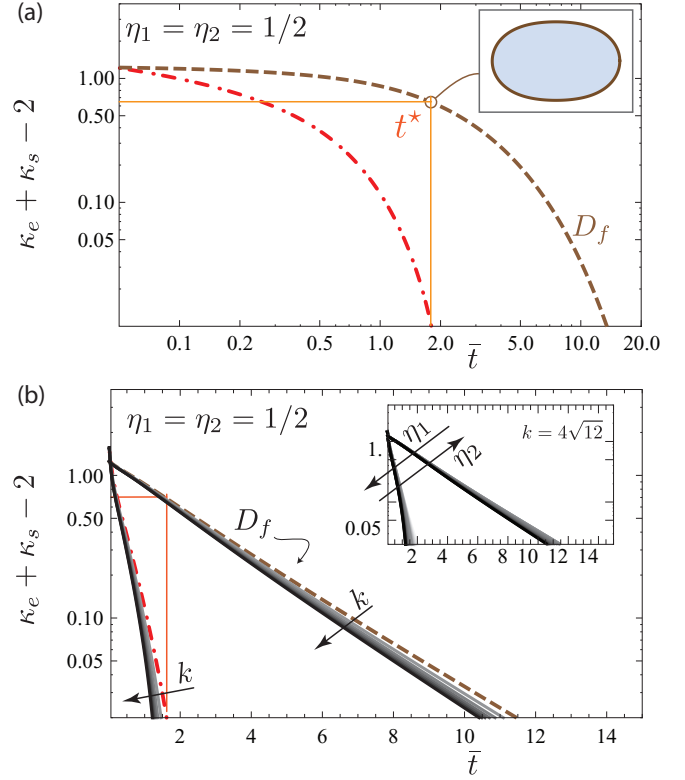 (a)
η₁ = η₂ = 1/2
κₑ + κₛ − 2
1.00
0.50
0.10
0.05
t⋆
D_f
0.1 0.2 0.5 1.0 2.0 5.0 10.0 20.0
t̄
(b)
η₁ = η₂ = 1/2
κₑ + κₛ − 2
1.00
0.50
0.10
0.05
D_f
k
k
2 4 6 8 10 12 14
t̄
k = 4√12
η₁
η₂
1.
0.05
2 4 6 8 10 12 14